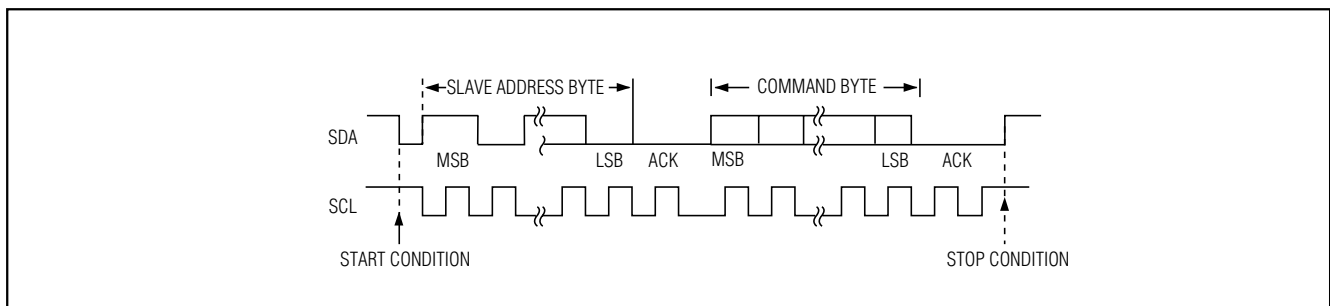 SLAVE ADDRESS BYTE COMMAND BYTE
SDA
MSB LSB ACK MSB LSB ACK
SCL
START CONDITION STOP CONDITION